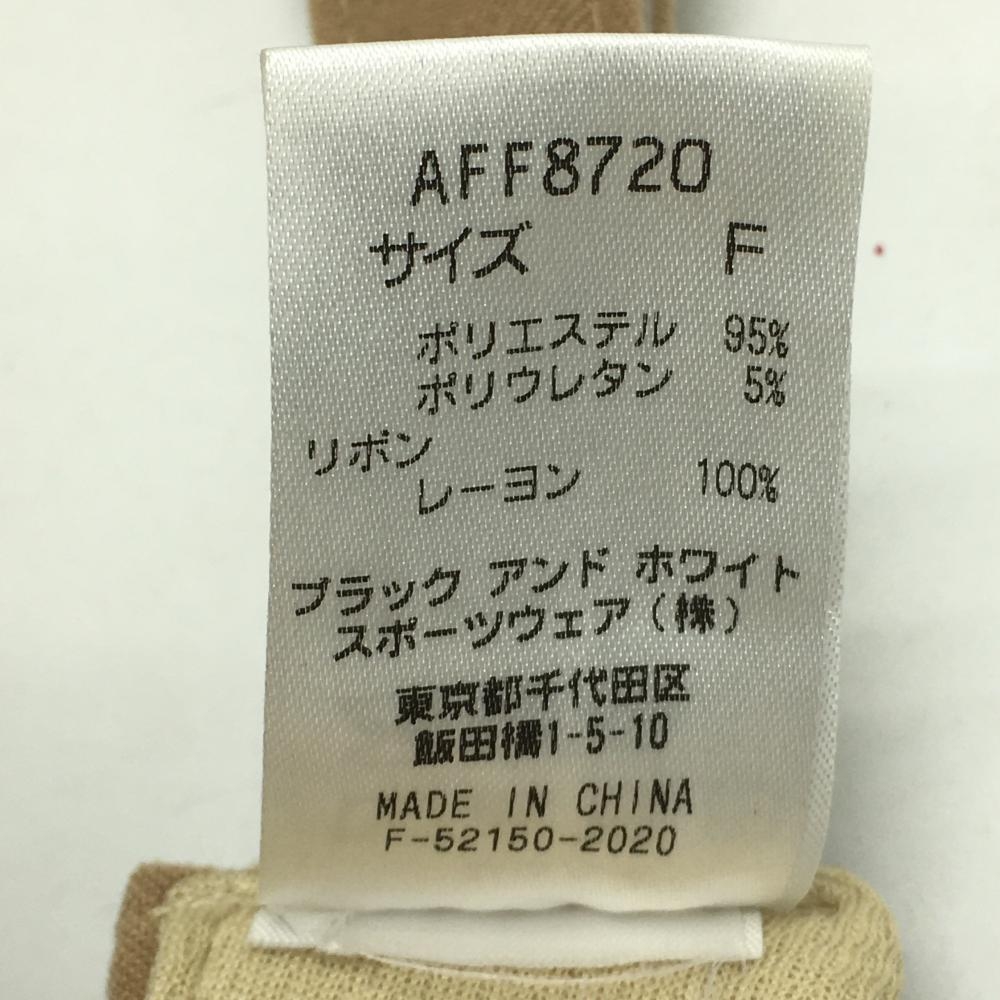 AFF8720
サイズ F
ポリエステル 95%
ポリウレタン 5%
リボン
レーヨン 100%
ブラック アンド ホワイト
スポーツウェア(株)
東京都千代田区
飯田橋1-5-10
MADE IN CHINA
F-52150-2020